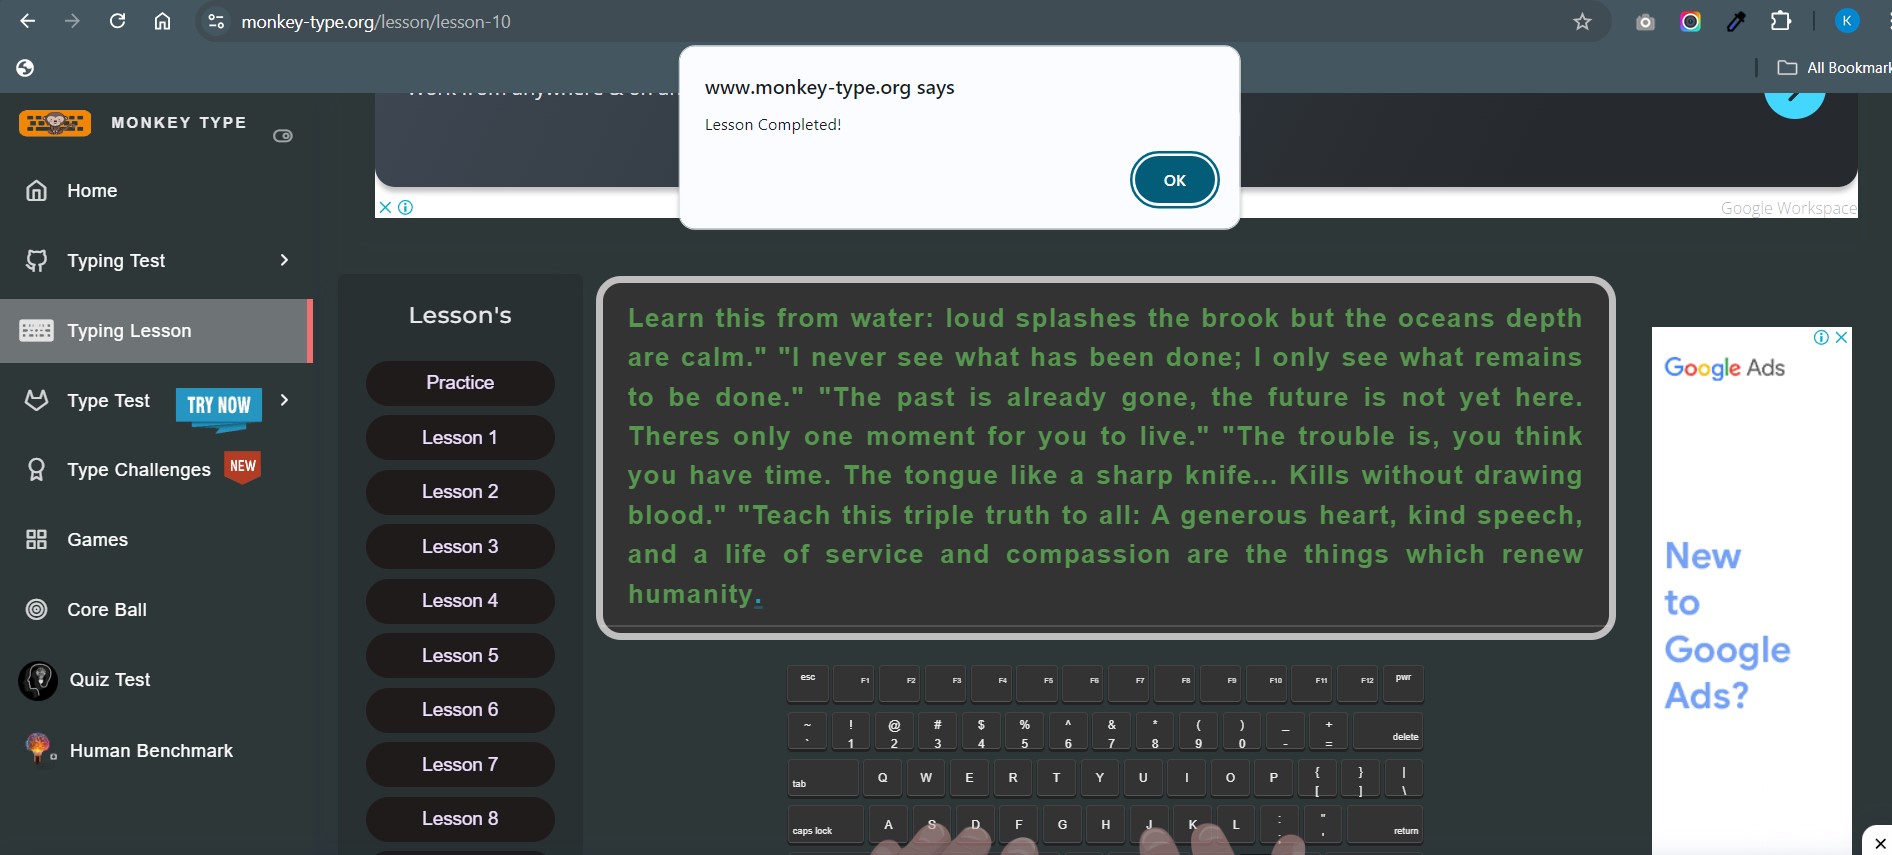 monkey-type.org/lesson/lesson-10
K
All Bookmark
www.monkey-type.org says
Lesson Completed!
OK
Google Workspace
MONKEY TYPE
Home
Typing Test
Typing Lesson
Type Test
TRY NOW
Type Challenges
NEW
Games
Core Ball
Quiz Test
Human Benchmark
Lesson's
Practice
Lesson 1
Lesson 2
Lesson 3
Lesson 4
Lesson 5
Lesson 6
Lesson 7
Lesson 8
Learn this from water: loud splashes the brook but the oceans depth
are calm." "I never see what has been done; I only see what remains
to be done." "The past is already gone, the future is not yet here.
Theres only one moment for you to live." "The trouble is, you think
you have time. The tongue like a sharp knife... Kills without drawing
blood." "Teach this triple truth to all: A generous heart, kind speech,
and a life of service and compassion are the things which renew
humanity.
esc F1 F2 F3 F4 F5 F6 F7 F8 F9 F10 F11 F12 pwr
~ ! @ # $ % ^ & * ( ) _ +
` 1 2 3 4 5 6 7 8 9 0 - = delete
tab Q W E R T Y U I O P { } |
[ ] \
caps lock A S D F G H J K L : "
; ' return
Google Ads
New
to
Google
Ads?